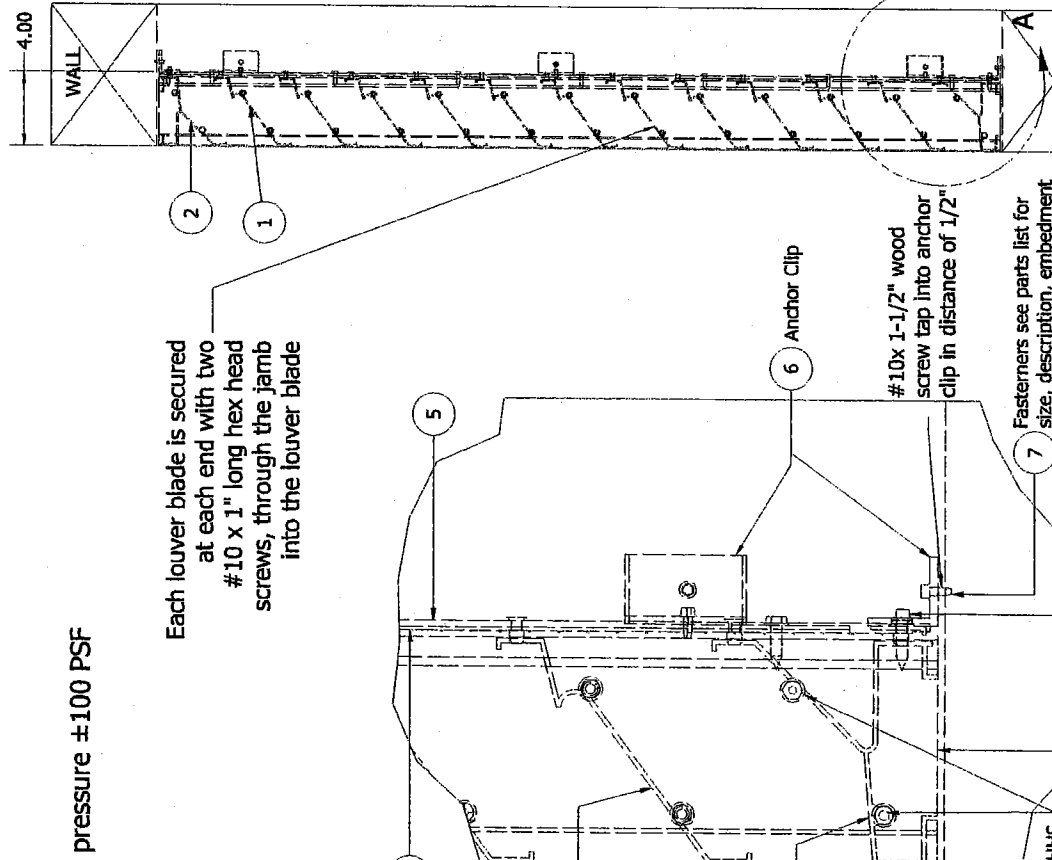 pressure ±100 PSF
4.00
WALL
2
1
Each louver blade is secured
at each end with two
#10 x 1" long hex head
screws, through the jamb
into the louver blade
A
5
6 Anchor Clip
#10x 1-1/2" wood
screw tap into anchor
clip in distance of 1/2"
7 Fasterners see parts list for
size, description, embedment